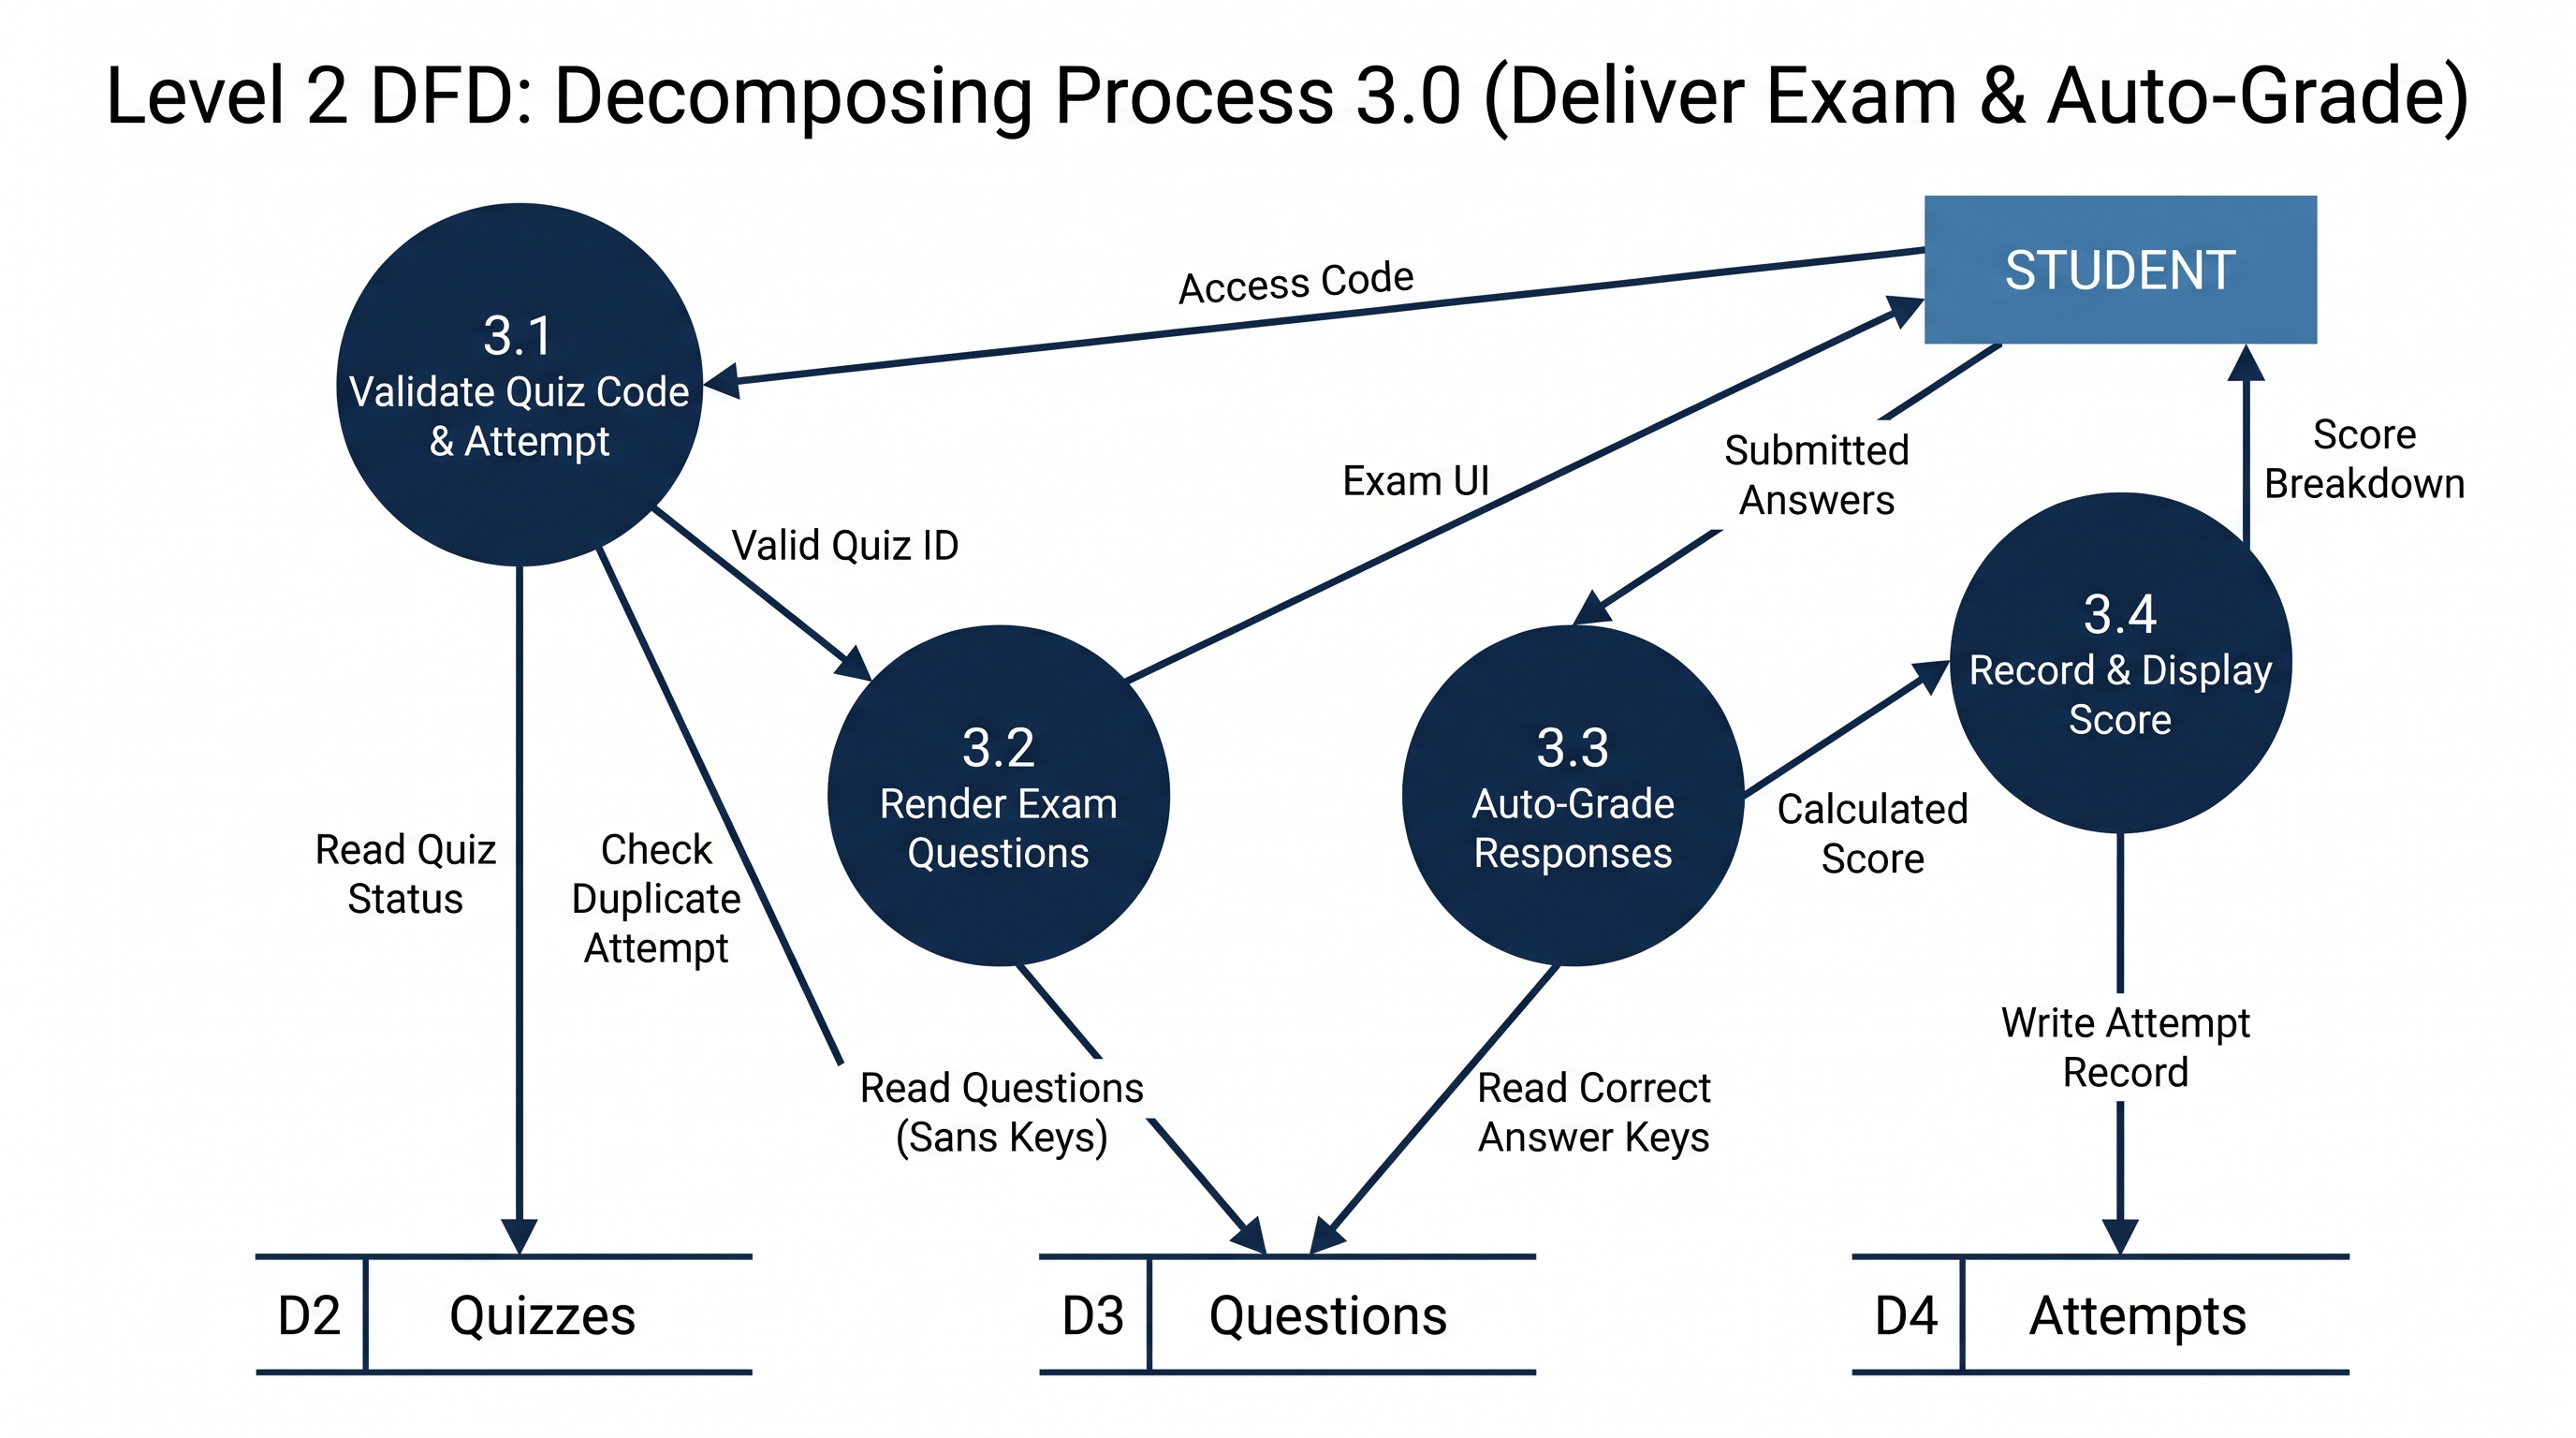 Level 2 DFD: Decomposing Process 3.0 (Deliver Exam & Auto-Grade)
STUDENT
Access Code
3.1
Validate Quiz Code
& Attempt
Score
Breakdown
Submitted
Answers
Exam UI
Valid Quiz ID
3.4
Record & Display
Score
3.2
Render Exam
Questions
3.3
Auto-Grade
Responses
Calculated
Score
Read Quiz
Status
Check
Duplicate
Attempt
Write Attempt
Record
Read Questions
(Sans Keys)
Read Correct
Answer Keys
D2
Quizzes
D3
Questions
D4
Attempts